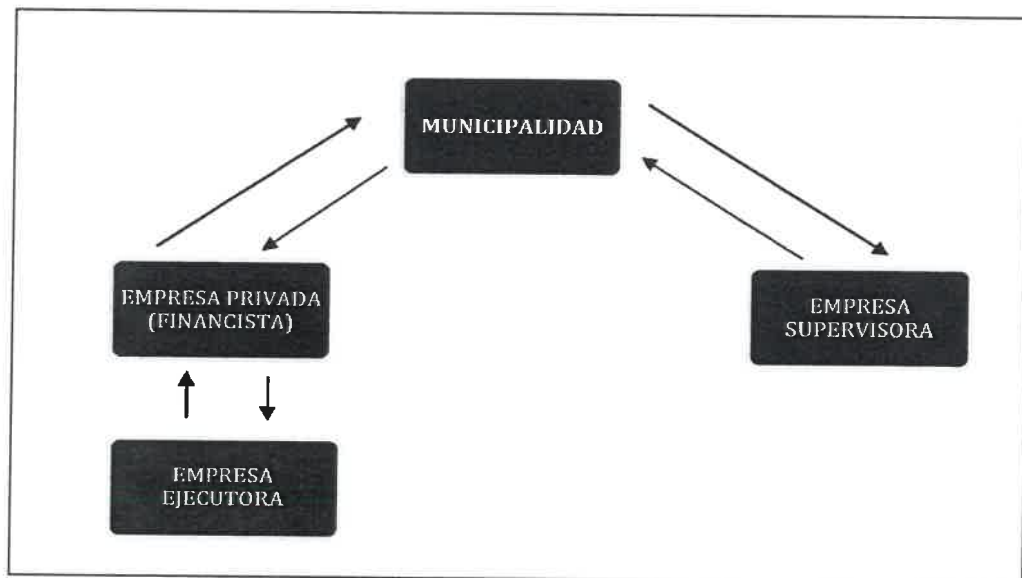 MUNICIPALIDAD
EMPRESA PRIVADA
(FINANCISTA)
EMPRESA
SUPERVISORA
EMPRESA
EJECUTORA